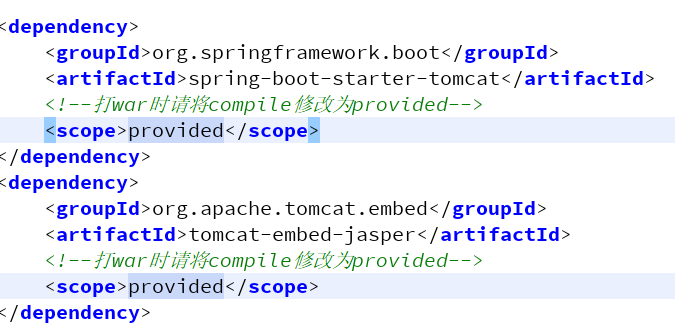 <dependency>
<groupId>org.springframework.boot</groupId>
<artifactId>spring-boot-starter-tomcat</artifactId>
<!--打war时请将compile修改为provided-->
<scope>provided</scope>
</dependency>
<dependency>
<groupId>org.apache.tomcat.embed</groupId>
<artifactId>tomcat-embed-jasper</artifactId>
<!--打war时请将compile修改为provided-->
<scope>provided</scope>
</dependency>